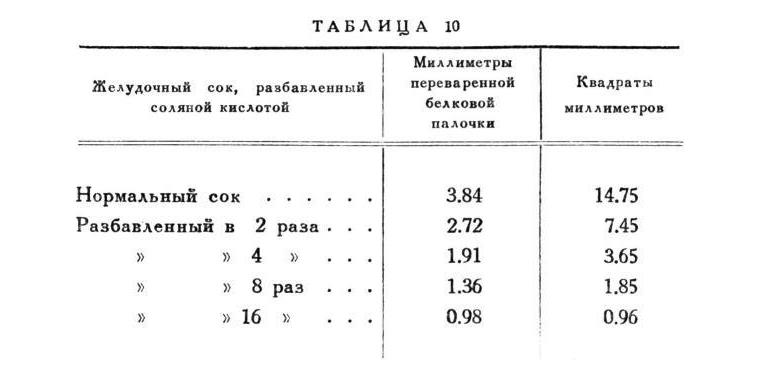 ТАБЛИЦА 10
Желудочный сок, разбавленный
соляной кислотой
Миллиметры
переваренной
белковой
палочки
Квадраты
миллиметров
Нормальный сок . . . . . . 3.84 14.75
Разбавленный в 2 раза . . . 2.72 7.45
» » 4 » . . . 1.91 3.65
» » 8 раз . . . 1.36 1.85
» » 16 » . . . 0.98 0.96